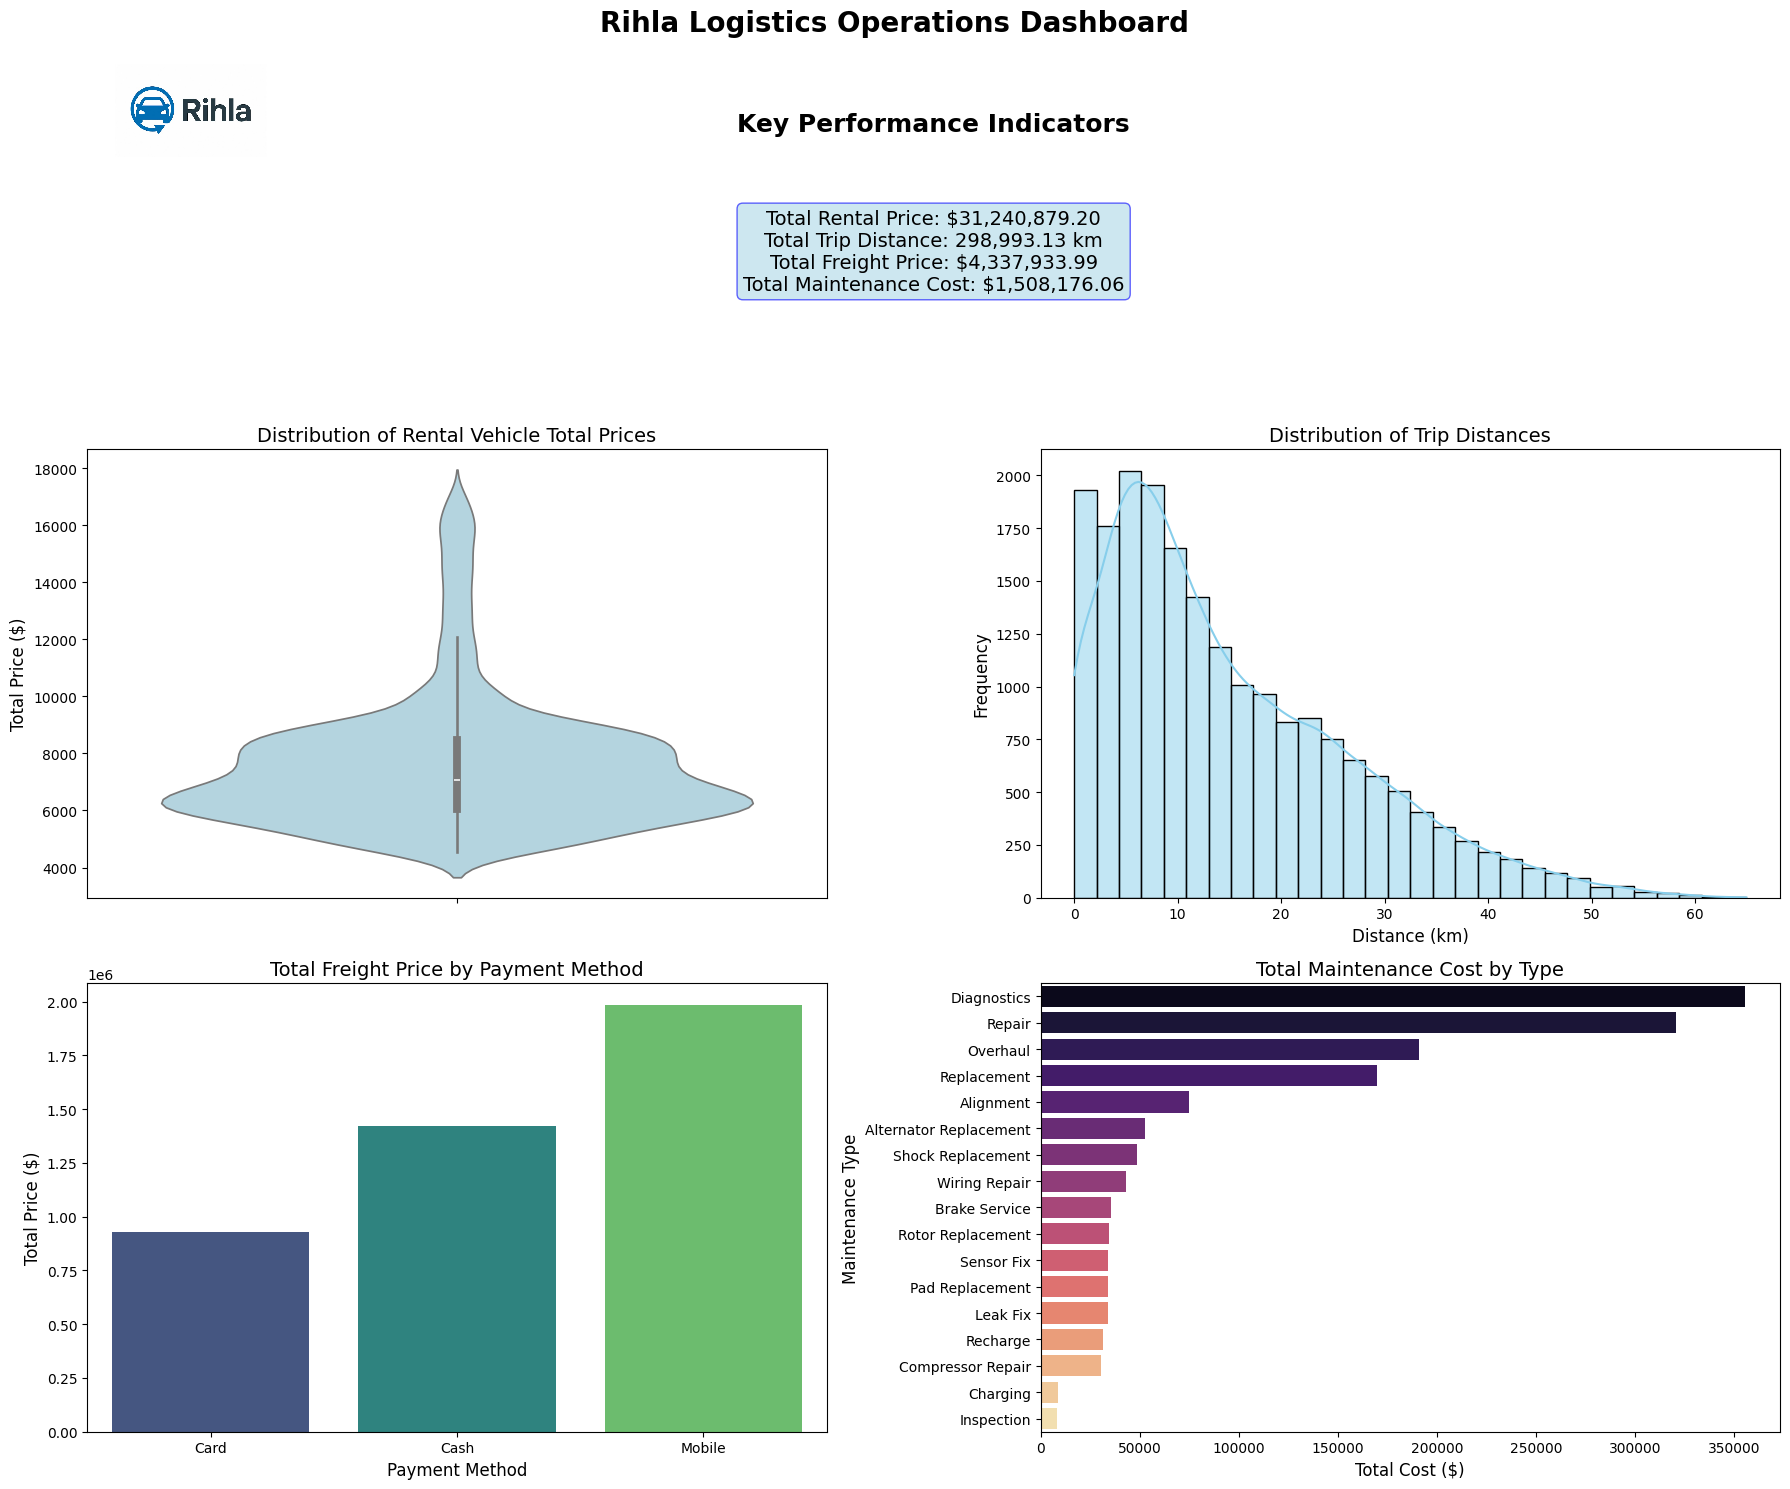 Rihla Logistics Operations Dashboard
Rihla
Key Performance Indicators
Total Rental Price: $31,240,879.20
Total Trip Distance: 298,993.13 km
Total Freight Price: $4,337,933.99
Total Maintenance Cost: $1,508,176.06
Distribution of Rental Vehicle Total Prices
Total Price ($)
18000
16000
14000
12000
10000
8000
6000
4000
Distribution of Trip Distances
Frequency
2000
1750
1500
1250
1000
750
500
250
0
0 10 20 30 40 50 60
Distance (km)
Total Freight Price by Payment Method
1e6
Total Price ($)
2.00
1.75
1.50
1.25
1.00
0.75
0.50
0.25
0.00
Card Cash Mobile
Payment Method
Total Maintenance Cost by Type
Maintenance Type
Diagnostics
Repair
Overhaul
Replacement
Alignment
Alternator Replacement
Shock Replacement
Wiring Repair
Brake Service
Rotor Replacement
Sensor Fix
Pad Replacement
Leak Fix
Recharge
Compressor Repair
Charging
Inspection
0 50000 100000 150000 200000 250000 300000 350000
Total Cost ($)